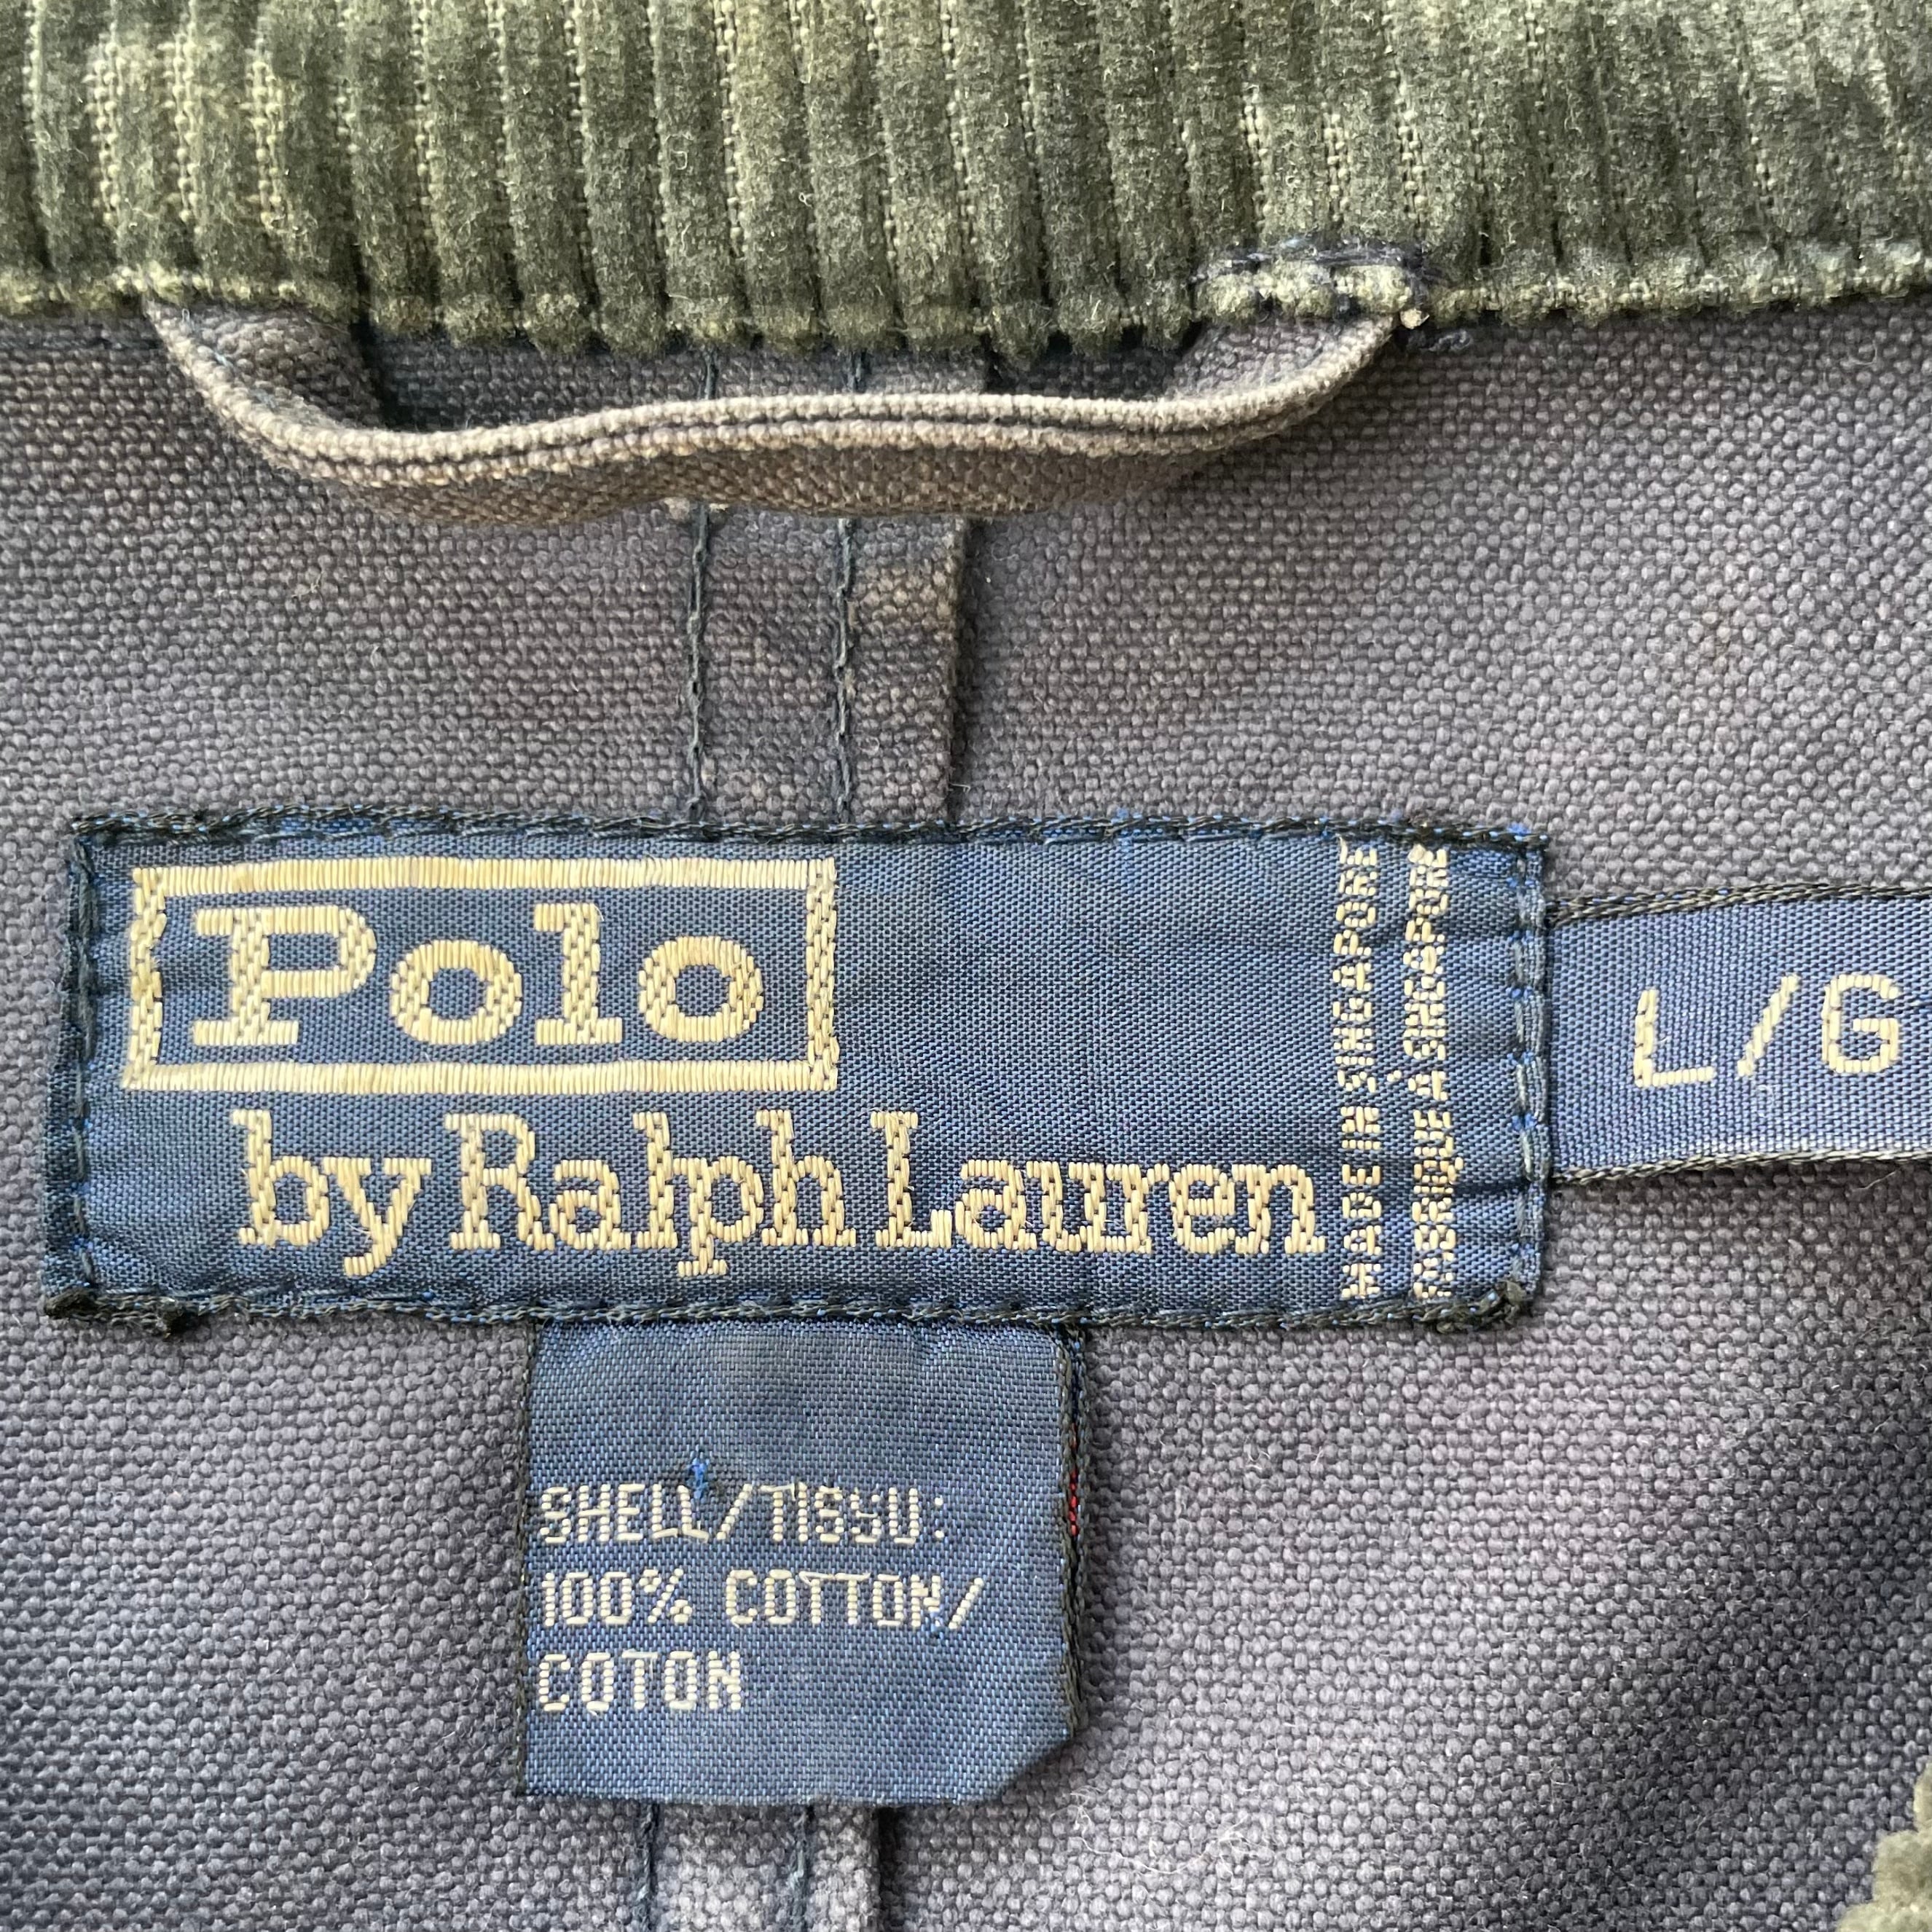 Polo
by Ralph Lauren
MADE IN SINGAPORE
FABRIQUÉ À SINGAPORE
L/G
SHELL/TISSU:
100% COTTON/
COTON